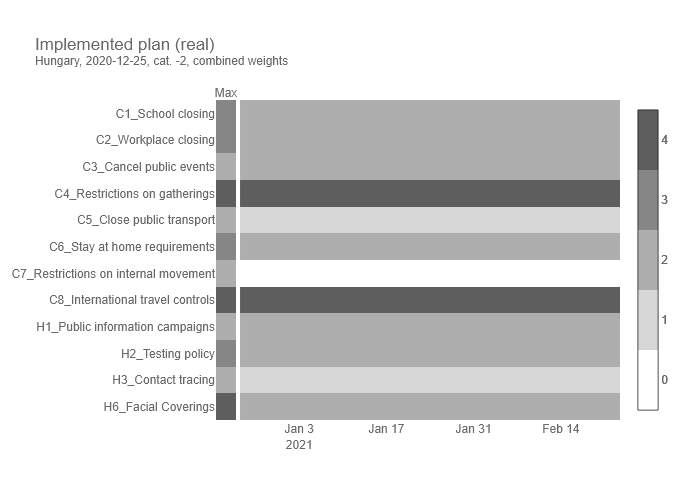 Implemented plan (real)
Hungary, 2020-12-25, cat. -2, combined weights
Max
C1_School closing
C2_Workplace closing
C3_Cancel public events
C4_Restrictions on gatherings
C5_Close public transport
C6_Stay at home requirements
C7_Restrictions on internal movement
C8_International travel controls
H1_Public information campaigns
H2_Testing policy
H3_Contact tracing
H6_Facial Coverings
4
3
2
1
0
Jan 3
2021
Jan 17
Jan 31
Feb 14